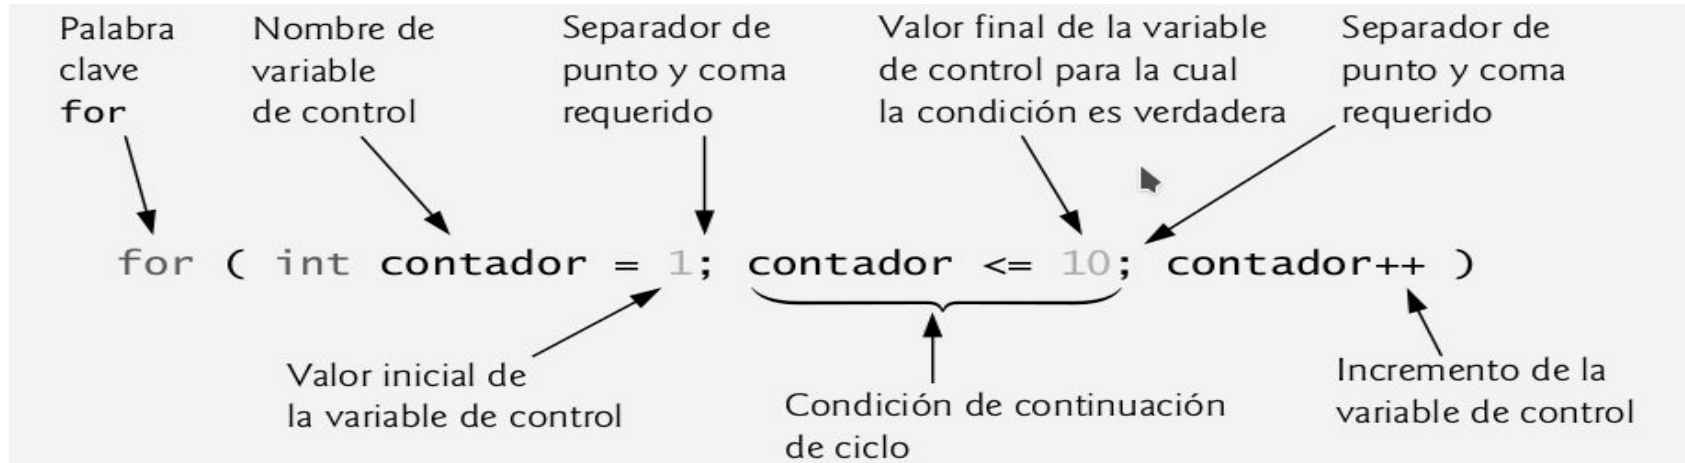 Palabra
clave
for
Nombre de
variable
de control
Separador de
punto y coma
requerido
Valor final de la variable
de control para la cual
la condición es verdadera
Separador de
punto y coma
requerido
for ( int contador = 1; contador <= 10; contador++ )
Valor inicial de
la variable de control
Condición de continuación
de ciclo
Incremento de la
variable de control